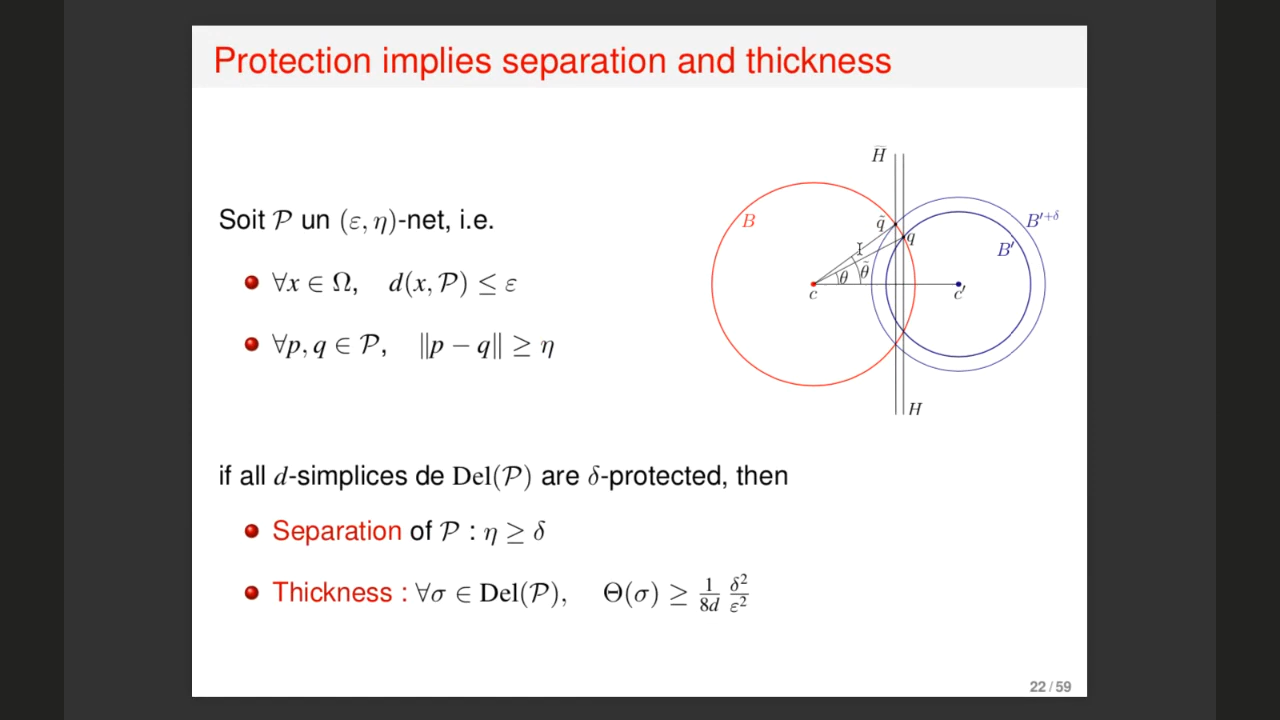 Protection implies separation and thickness
Soit 𝒫 un (ε, η)-net, i.e.
∀x ∈ Ω, d(x, 𝒫) ≤ ε
∀p, q ∈ 𝒫, ‖p − q‖ ≥ η
H̃
B
q̃
q
B′⁺ᵟ
B′
θ
θ̃
c
c′
H
if all d-simplices de Del(𝒫) are δ-protected, then
Separation of 𝒫 : η ≥ δ
Thickness : ∀σ ∈ Del(𝒫), Θ(σ) ≥ 1/8d δ²/ε²
22 / 59